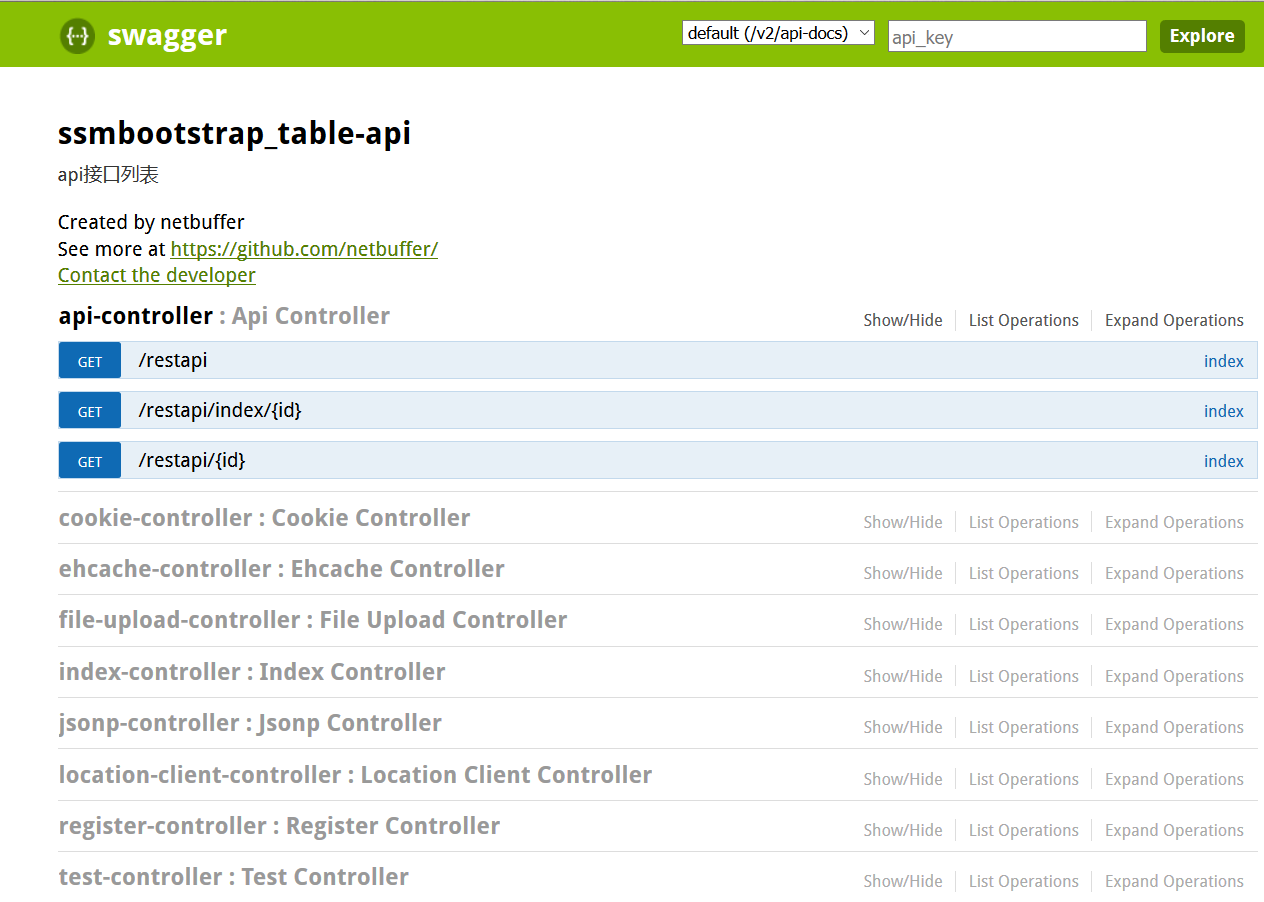 swagger default (/v2/api-docs) api_key Explore
ssmbootstrap_table-api
api接口列表
Created by netbuffer
See more at https://github.com/netbuffer/
Contact the developer
api-controller : Api Controller Show/Hide List Operations Expand Operations
GET /restapi index
GET /restapi/index/{id} index
GET /restapi/{id} index
cookie-controller : Cookie Controller Show/Hide List Operations Expand Operations
ehcache-controller : Ehcache Controller Show/Hide List Operations Expand Operations
file-upload-controller : File Upload Controller Show/Hide List Operations Expand Operations
index-controller : Index Controller Show/Hide List Operations Expand Operations
jsonp-controller : Jsonp Controller Show/Hide List Operations Expand Operations
location-client-controller : Location Client Controller Show/Hide List Operations Expand Operations
register-controller : Register Controller Show/Hide List Operations Expand Operations
test-controller : Test Controller Show/Hide List Operations Expand Operations